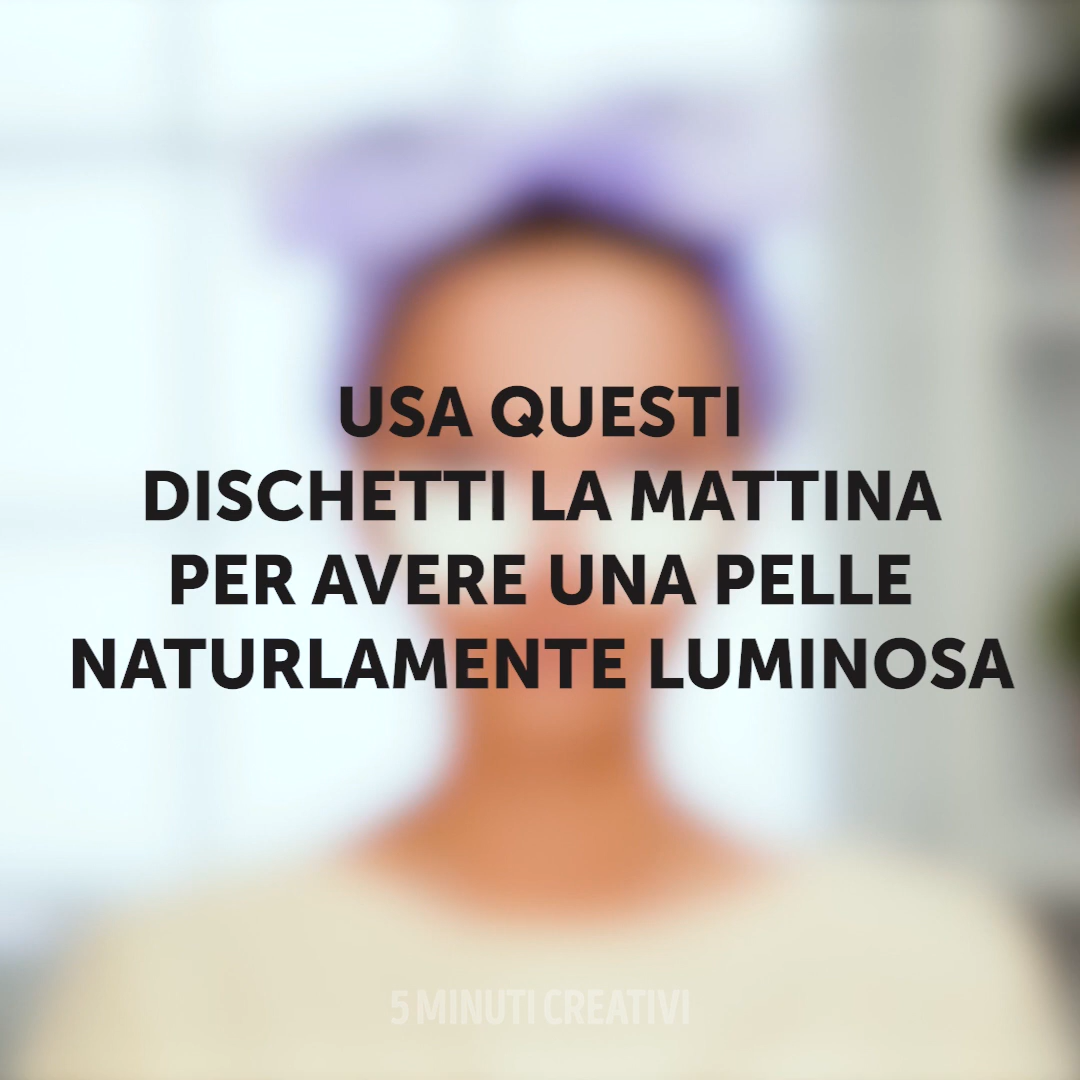 USA QUESTI
DISCHETTI LA MATTINA
PER AVERE UNA PELLE
NATURLAMENTE LUMINOSA
5 MINUTI CREATIVI